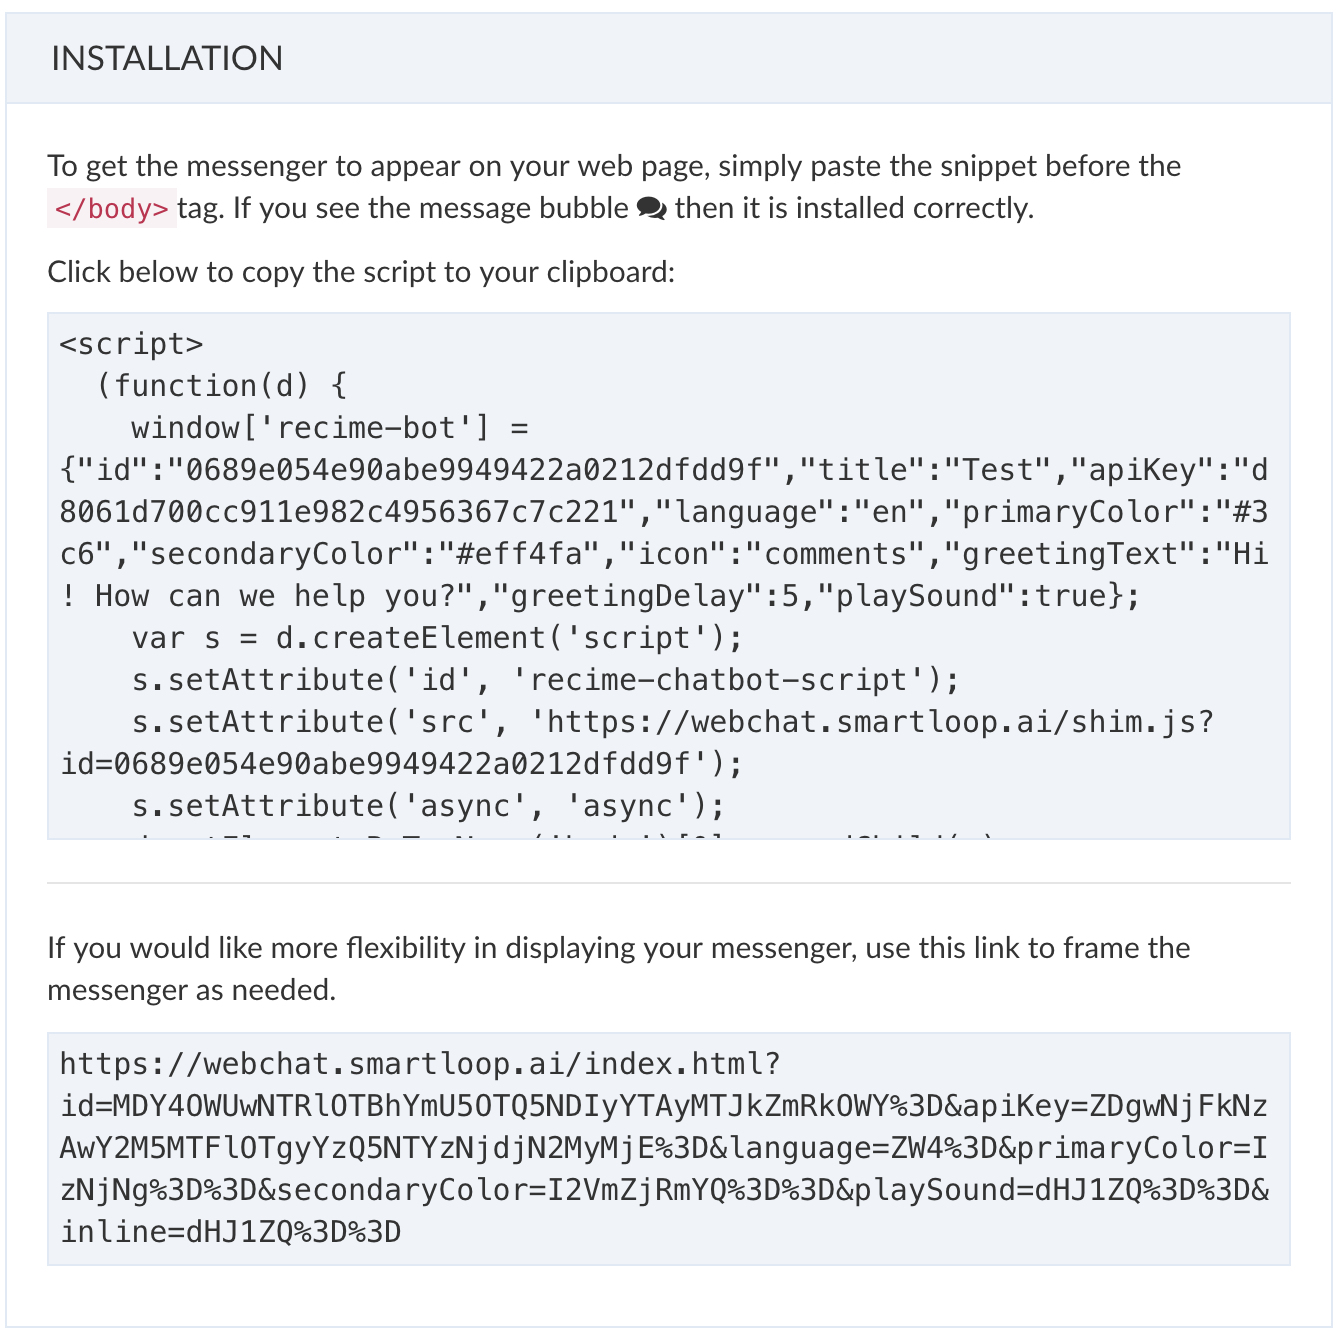 INSTALLATION
To get the messenger to appear on your web page, simply paste the snippet before the
</body> tag. If you see the message bubble then it is installed correctly.
Click below to copy the script to your clipboard:
<script>
  (function(d) {
    window['recime-bot'] =
{"id":"0689e054e90abe9949422a0212dfdd9f","title":"Test","apiKey":"d
8061d700cc911e982c4956367c7c221","language":"en","primaryColor":"#3
c6","secondaryColor":"#eff4fa","icon":"comments","greetingText":"Hi
! How can we help you?","greetingDelay":5,"playSound":true};
    var s = d.createElement('script');
    s.setAttribute('id', 'recime-chatbot-script');
    s.setAttribute('src', 'https://webchat.smartloop.ai/shim.js?
id=0689e054e90abe9949422a0212dfdd9f');
    s.setAttribute('async', 'async');
If you would like more flexibility in displaying your messenger, use this link to frame the
messenger as needed.
https://webchat.smartloop.ai/index.html?
id=MDY4OWUwNTRlOTBhYmU5OTQ5NDIyYTAyMTJkZmRkOWY%3D&apiKey=ZDgwNjFkNz
AwY2M5MTFlOTgyYzQ5NTYzNjdjN2MyMjE%3D&language=ZW4%3D&primaryColor=I
zNjNg%3D%3D&secondaryColor=I2VmZjRmYQ%3D%3D&playSound=dHJ1ZQ%3D%3D&
inline=dHJ1ZQ%3D%3D